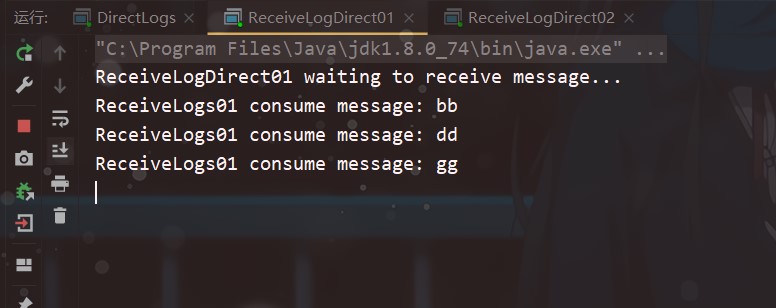 运行: DirectLogs ReceiveLogDirect01 ReceiveLogDirect02
"C:\Program Files\Java\jdk1.8.0_74\bin\java.exe" ...
ReceiveLogDirect01 waiting to receive message...
ReceiveLogs01 consume message: bb
ReceiveLogs01 consume message: dd
ReceiveLogs01 consume message: gg